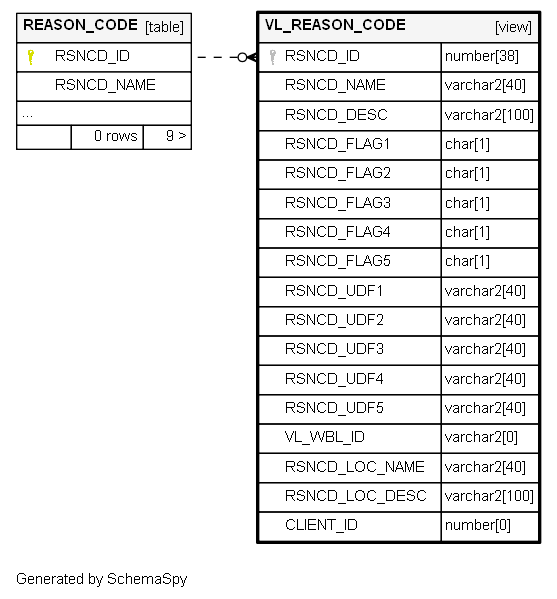 REASON_CODE [table]
RSNCD_ID
RSNCD_NAME
...
0 rows 9 >
VL_REASON_CODE [view]
RSNCD_ID number[38]
RSNCD_NAME varchar2[40]
RSNCD_DESC varchar2[100]
RSNCD_FLAG1 char[1]
RSNCD_FLAG2 char[1]
RSNCD_FLAG3 char[1]
RSNCD_FLAG4 char[1]
RSNCD_FLAG5 char[1]
RSNCD_UDF1 varchar2[40]
RSNCD_UDF2 varchar2[40]
RSNCD_UDF3 varchar2[40]
RSNCD_UDF4 varchar2[40]
RSNCD_UDF5 varchar2[40]
VL_WBL_ID varchar2[0]
RSNCD_LOC_NAME varchar2[40]
RSNCD_LOC_DESC varchar2[100]
CLIENT_ID number[0]
Generated by SchemaSpy